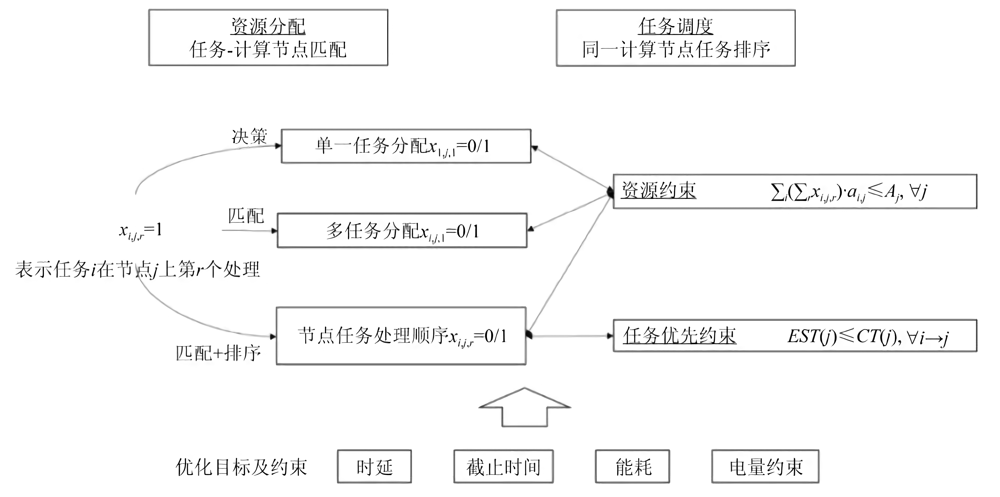 资源分配
任务-计算节点匹配
任务调度
同一计算节点任务排序
决策
单一任务分配x1,j,1=0/1
资源约束 ∑i(∑rxi,j,r)·ai,j≤Aj, ∀j
匹配
xi,j,r=1
多任务分配xi,j,1=0/1
表示任务i在节点j上第r个处理
节点任务处理顺序xi,j,r=0/1
任务优先约束 EST(j)≤CT(j), ∀i→j
匹配+排序
优化目标及约束 时延 截止时间 能耗 电量约束